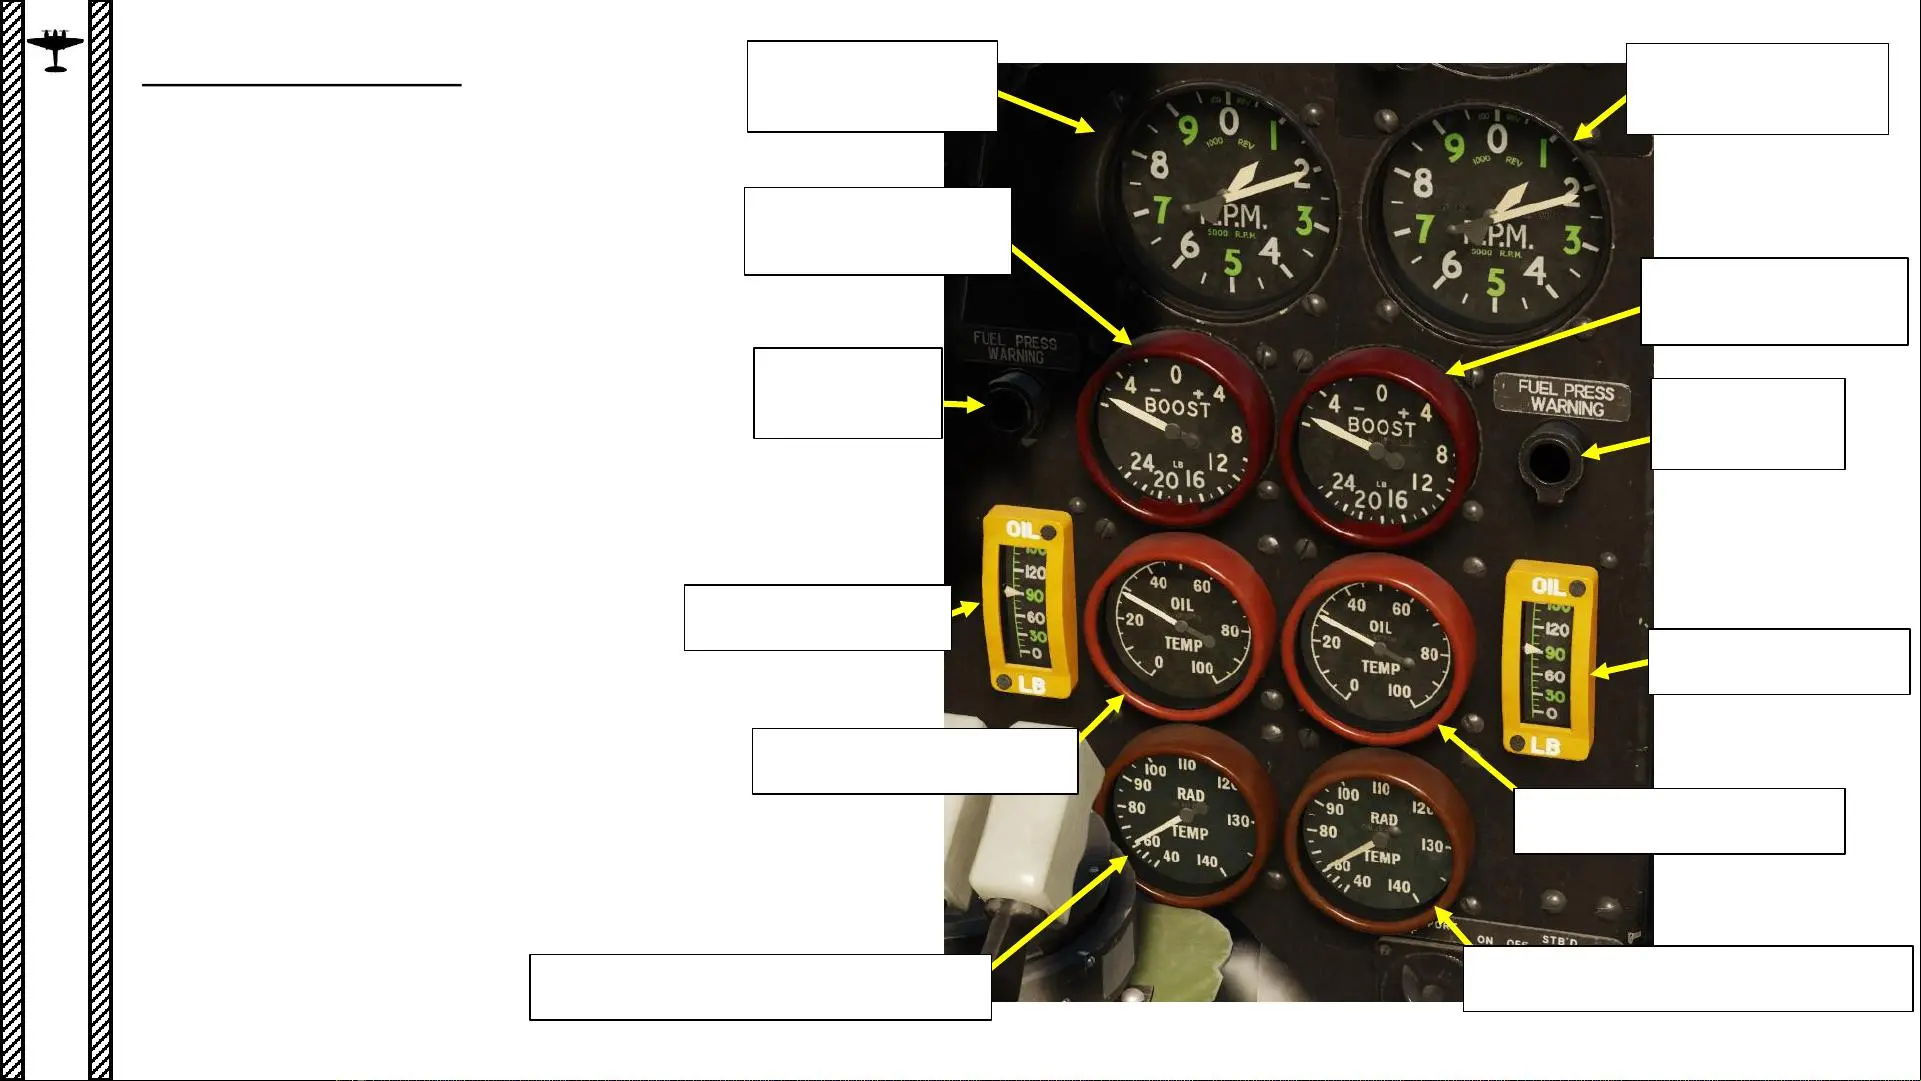 9 0 1
1000 REV
8 2
7 R.P.M. 3
5000 R.P.M.
6 5 4
100 REV
9 0 1
1000 REV
8 2
7 R.P.M. 3
5000 R.P.M.
6 5 4
FUEL PRESS
WARNING
4 0 4
- +
BOOST
8
24 LB 12
20 16
4 0 4
- +
BOOST
8
24 LB 12
20 16
FUEL PRESS
WARNING
OIL
120
90
60
30
0
LB
40 60
OIL
20 80
TEMP
0 100
40 60
OIL
20 80
TEMP
0 100
OIL
120
90
60
30
0
LB
100 110
90 RAD
80 130
TEMP
60 40 140
100 110
90 RAD
80 130
TEMP
60 40 140
ON STB'D